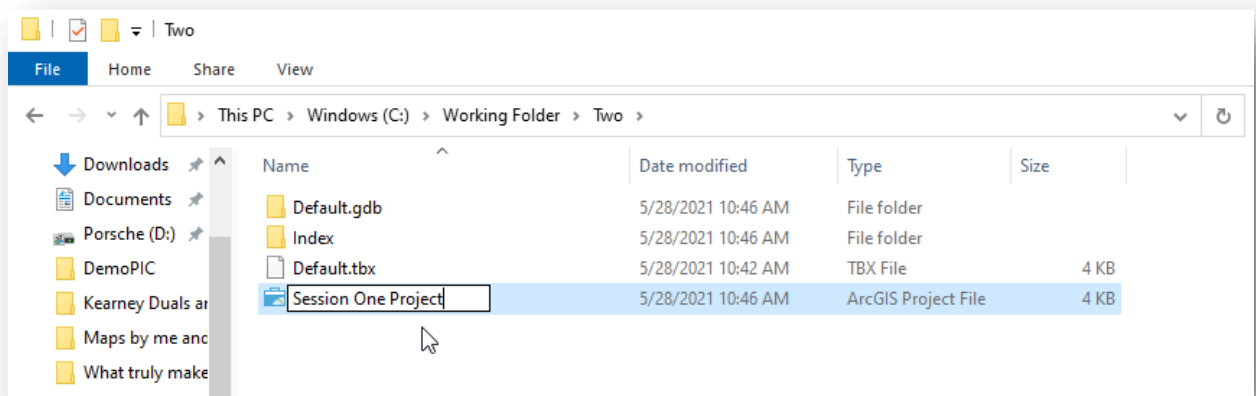 Two
File Home Share View
This PC > Windows (C:) > Working Folder > Two >
Downloads
Documents
Porsche (D:)
DemoPIC
Kearney Duals ar
Maps by me and
What truly make
Name Date modified Type Size
Default.gdb 5/28/2021 10:46 AM File folder
Index 5/28/2021 10:46 AM File folder
Default.tbx 5/28/2021 10:42 AM TBX File 4 KB
Session One Project 5/28/2021 10:46 AM ArcGIS Project File 4 KB